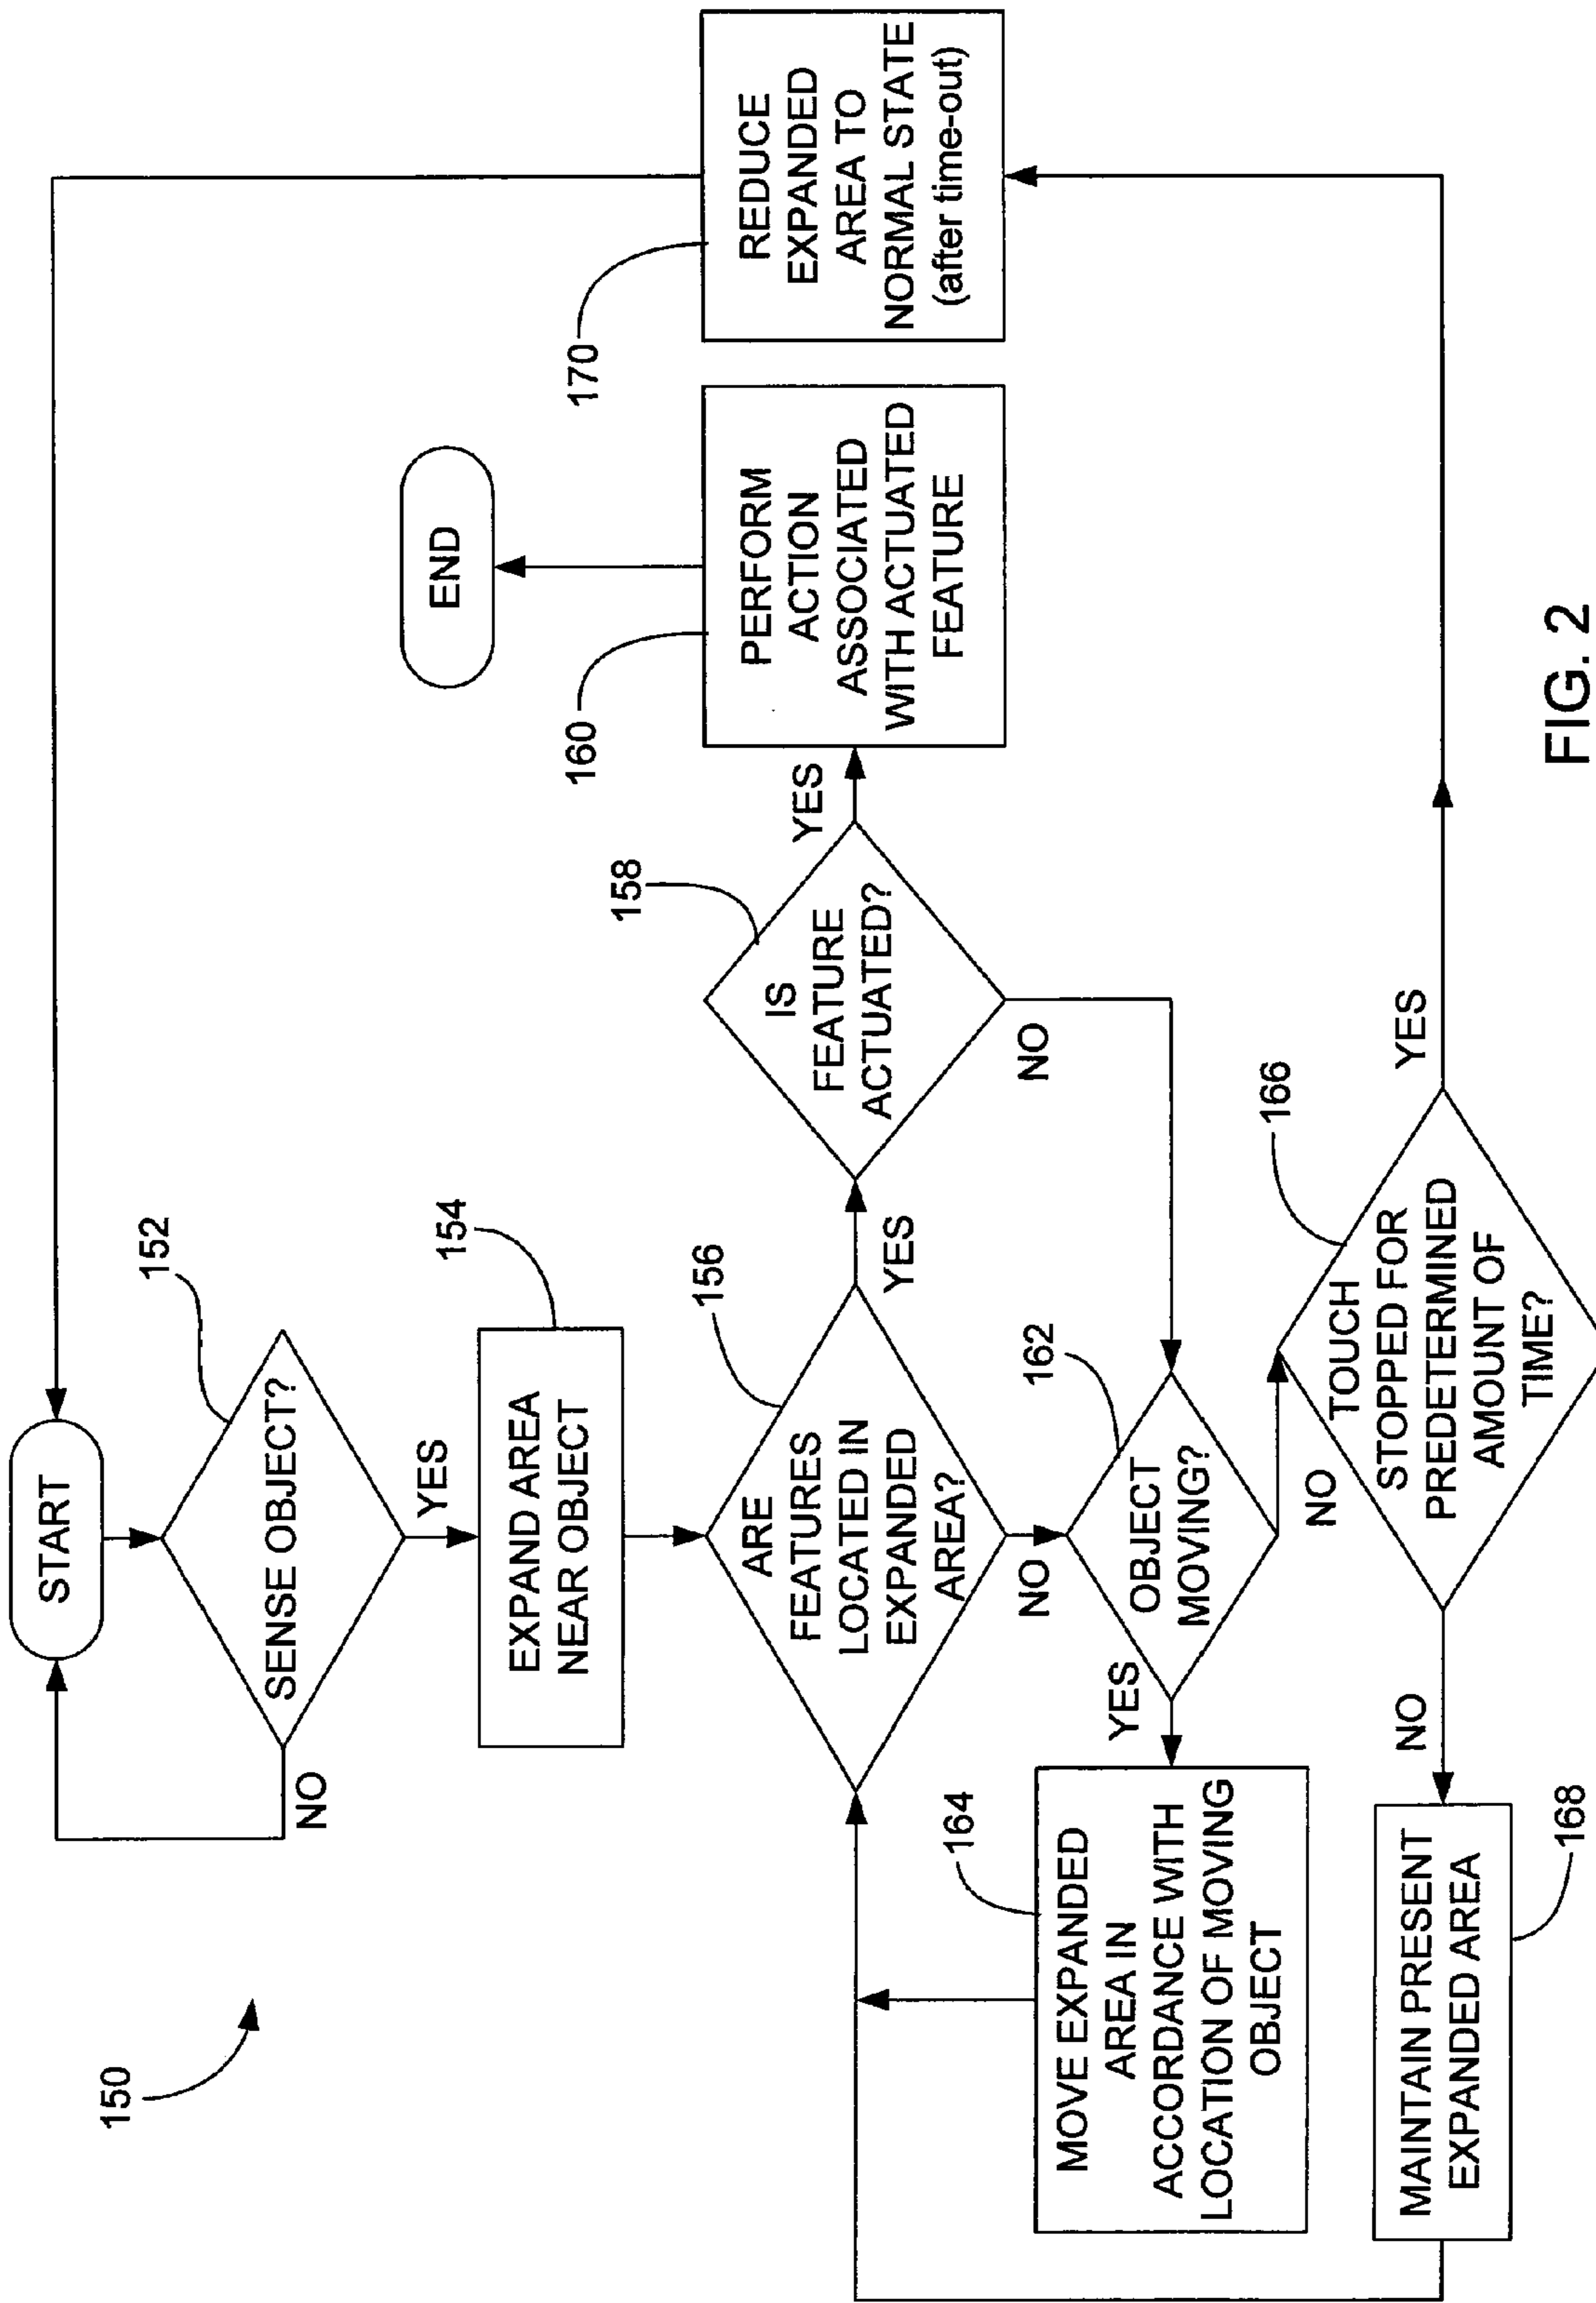 150
START
152
SENSE OBJECT?
NO
YES
154
EXPAND AREA
NEAR OBJECT
156
ARE
FEATURES
LOCATED IN
EXPANDED
AREA?
YES
NO
158
IS
FEATURE
ACTUATED?
YES
NO
160
PERFORM
ACTION
ASSOCIATED
WITH ACTUATED
FEATURE
END
162
OBJECT
MOVING?
YES
NO
164
MOVE EXPANDED
AREA IN
ACCORDANCE WITH
LOCATION OF MOVING
OBJECT
166
TOUCH
STOPPED FOR
PREDETERMINED
AMOUNT OF
TIME?
NO
YES
168
MAINTAIN PRESENT
EXPANDED AREA
170
REDUCE
EXPANDED
AREA TO
NORMAL STATE
(after time-out)
FIG. 2